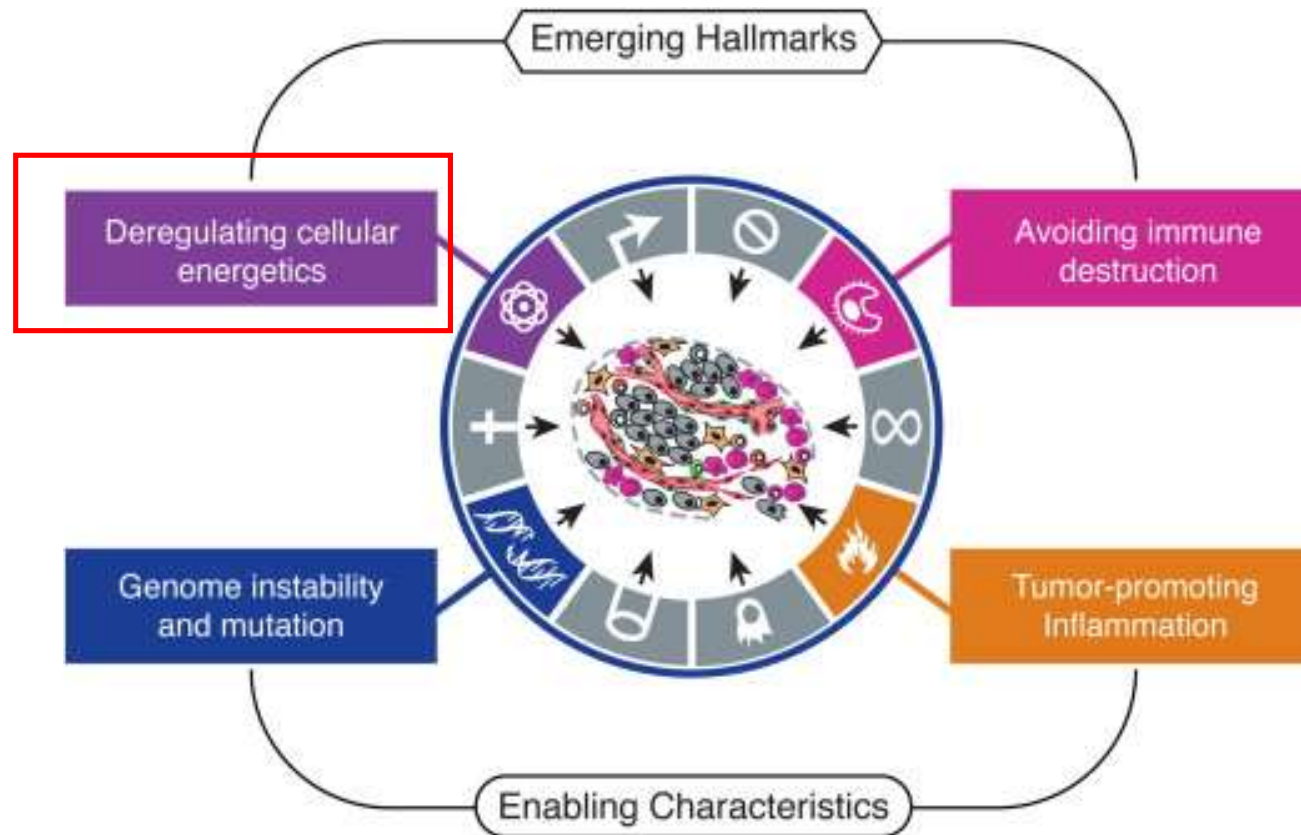 Emerging Hallmarks
Deregulating cellular
energetics
Avoiding immune
destruction
Genome instability
and mutation
Tumor-promoting
Inflammation
Enabling Characteristics